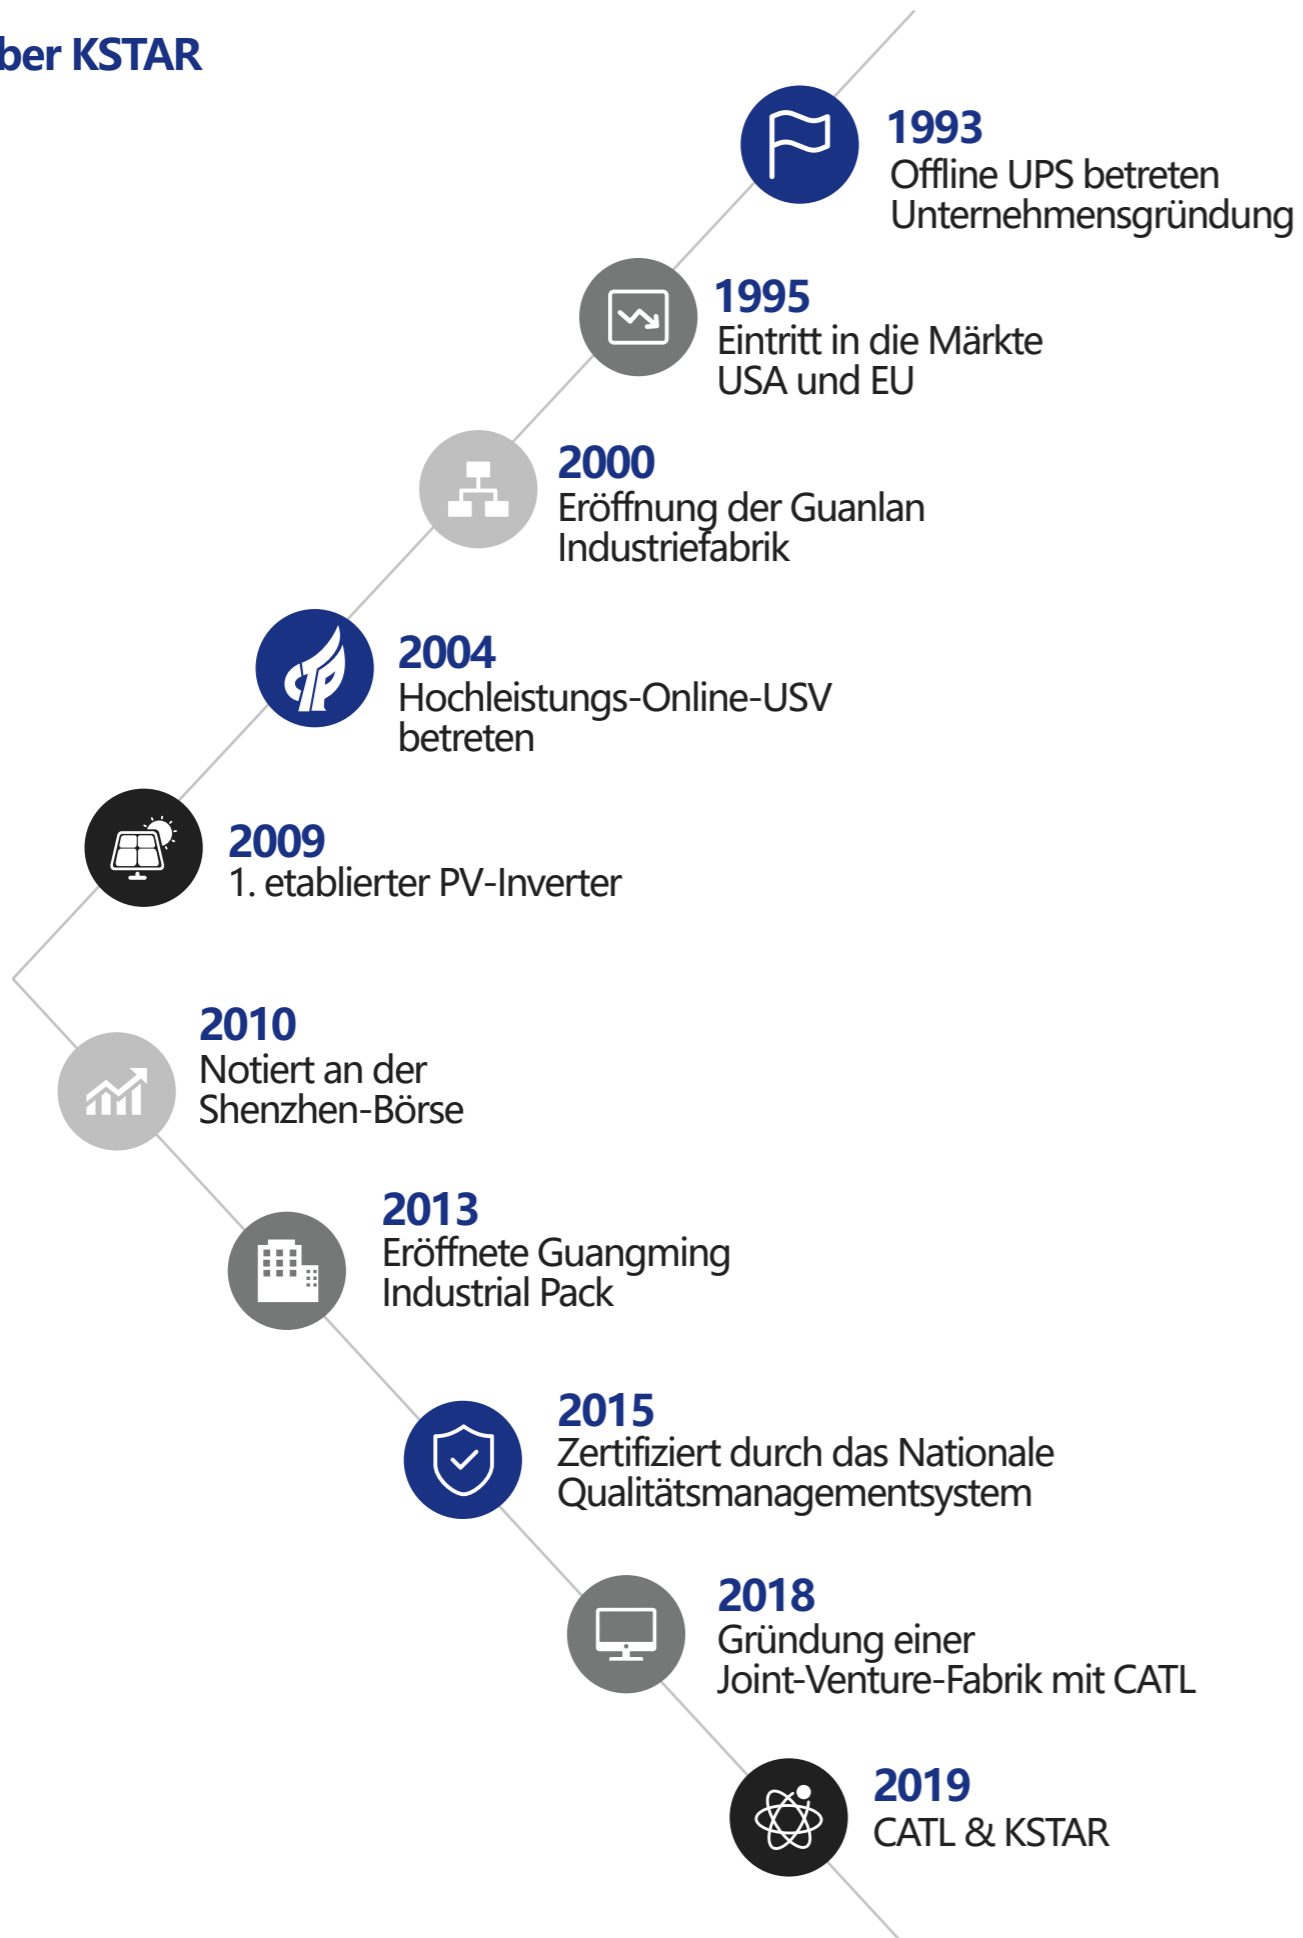 ber KSTAR
1993
Offline UPS betreten
Unternehmensgründung
1995
Eintritt in die Märkte
USA und EU
2000
Eröffnung der Guanlan
Industriefabrik
2004
Hochleistungs-Online-USV
betreten
2009
1. etablierter PV-Inverter
2010
Notiert an der
Shenzhen-Börse
2013
Eröffnete Guangming
Industrial Pack
2015
Zertifiziert durch das Nationale
Qualitätsmanagementsystem
2018
Gründung einer
Joint-Venture-Fabrik mit CATL
2019
CATL & KSTAR